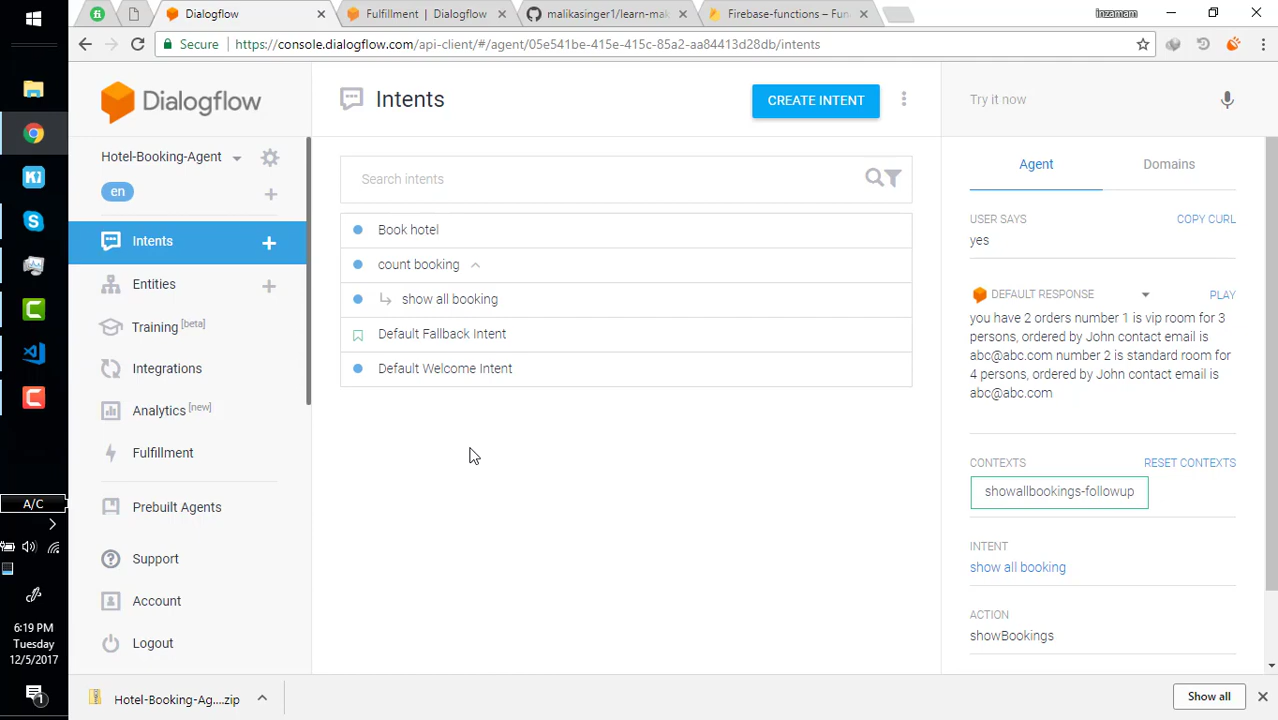 Dialogflow
Fulfillment | Dialogflow
malikasinger1/learn-mak
Firebase-functions – Fun
inzamam
Secure
https://console.dialogflow.com/api-client/#/agent/05e541be-415e-415c-85a2-aa84413d28db/intents
Dialogflow
Hotel-Booking-Agent
en
Intents
Entities
Training [beta]
Integrations
Analytics [new]
Fulfillment
Prebuilt Agents
Support
Account
Logout
Intents
CREATE INTENT
Search intents
Book hotel
count booking
show all booking
Default Fallback Intent
Default Welcome Intent
Try it now
Agent
Domains
USER SAYS
COPY CURL
yes
DEFAULT RESPONSE
PLAY
you have 2 orders number 1 is vip room for 3
persons, ordered by John contact email is
abc@abc.com number 2 is standard room for
4 persons, ordered by John contact email is
abc@abc.com
CONTEXTS
RESET CONTEXTS
showallbookings-followup
INTENT
show all booking
ACTION
showBookings
A/C
6:19 PM
Tuesday
12/5/2017
1
Hotel-Booking-Ag....zip
Show all